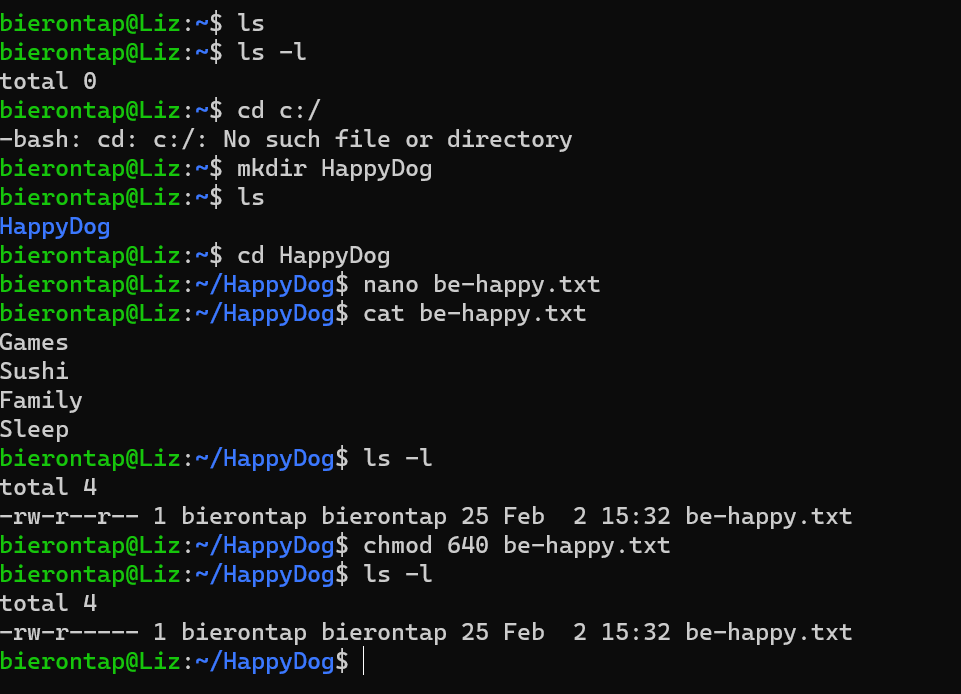 bierontap@Liz:~$ ls
bierontap@Liz:~$ ls -l
total 0
bierontap@Liz:~$ cd c:/
-bash: cd: c:/: No such file or directory
bierontap@Liz:~$ mkdir HappyDog
bierontap@Liz:~$ ls
HappyDog
bierontap@Liz:~$ cd HappyDog
bierontap@Liz:~/HappyDog$ nano be-happy.txt
bierontap@Liz:~/HappyDog$ cat be-happy.txt
Games
Sushi
Family
Sleep
bierontap@Liz:~/HappyDog$ ls -l
total 4
-rw-r--r-- 1 bierontap bierontap 25 Feb  2 15:32 be-happy.txt
bierontap@Liz:~/HappyDog$ chmod 640 be-happy.txt
bierontap@Liz:~/HappyDog$ ls -l
total 4
-rw-r----- 1 bierontap bierontap 25 Feb  2 15:32 be-happy.txt
bierontap@Liz:~/HappyDog$